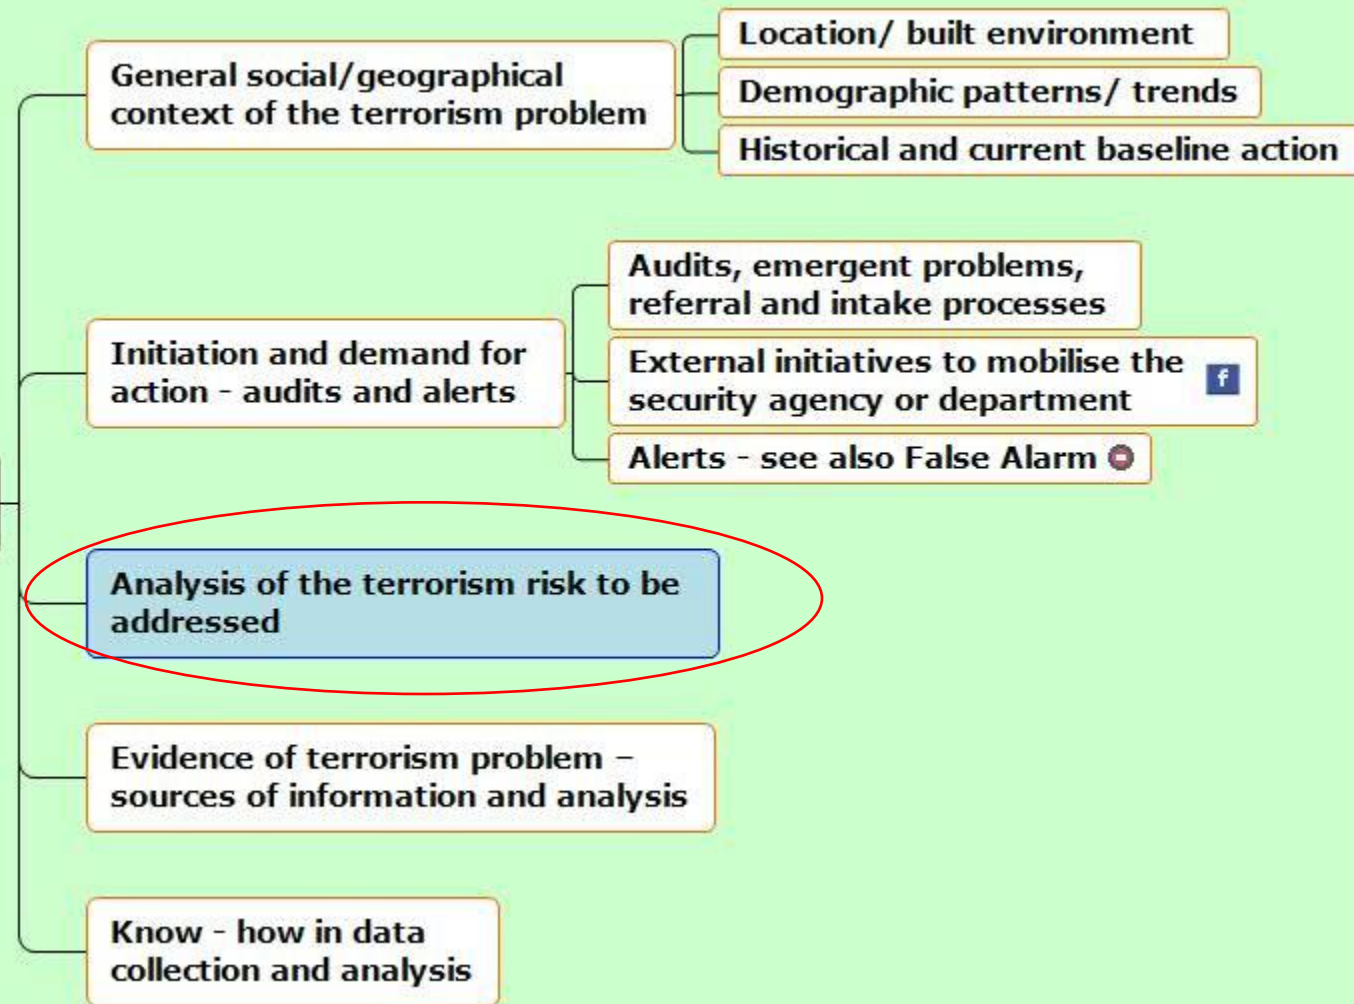 General social/geographical
context of the terrorism problem
Location/ built environment
Demographic patterns/ trends
Historical and current baseline action
Initiation and demand for
action - audits and alerts
Audits, emergent problems,
referral and intake processes
External initiatives to mobilise the
security agency or department
f
Alerts - see also False Alarm
Analysis of the terrorism risk to be
addressed
Evidence of terrorism problem –
sources of information and analysis
Know - how in data
collection and analysis